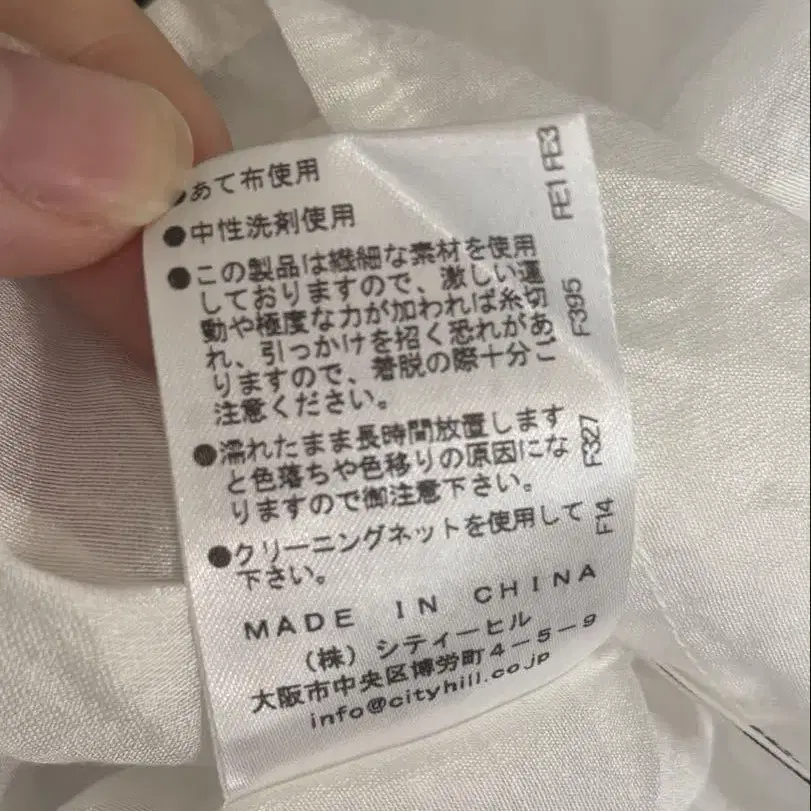 ●あて布使用
●中性洗剤使用
●この製品は繊細な素材を使用
しておりますので、激しい運
動や極度な力が加われば糸切
れ、引っかけを招く恐れがあ
りますので、着脱の際十分ご
注意ください。
●濡れたまま長時間放置します
と色落ちや色移りの原因にな
りますので御注意下さい。
●クリーニングネットを使用して
下さい。
MADE IN CHINA
(株) シティーヒル
大阪市中央区博労町4-5-9
info@cityhill.co.jp
FE1 FE3
F395
F327
F14